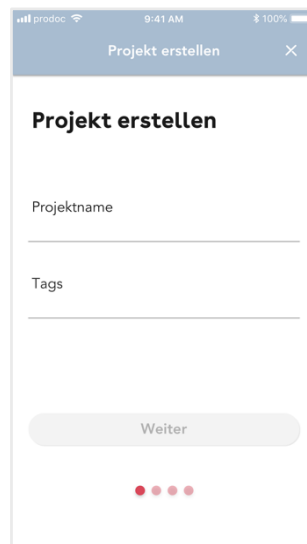 prodoc 9:41 AM 100%
Projekt erstellen
Projekt erstellen
Projektname
Tags
Weiter